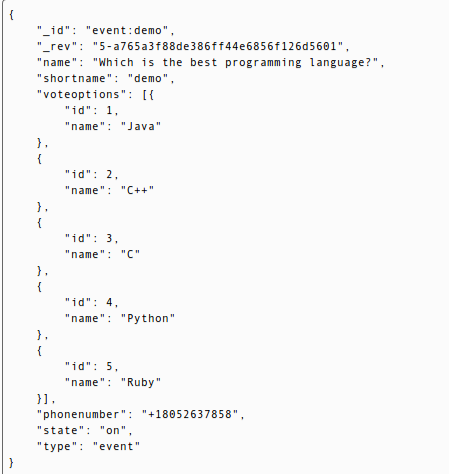 {
    "_id": "event:demo",
    "_rev": "5-a765a3f88de386ff44e6856f126d5601",
    "name": "Which is the best programming language?",
    "shortname": "demo",
    "voteoptions": [{
        "id": 1,
        "name": "Java"
    },
    {
        "id": 2,
        "name": "C++"
    },
    {
        "id": 3,
        "name": "C"
    },
    {
        "id": 4,
        "name": "Python"
    },
    {
        "id": 5,
        "name": "Ruby"
    }],
    "phonenumber": "+18052637858",
    "state": "on",
    "type": "event"
}